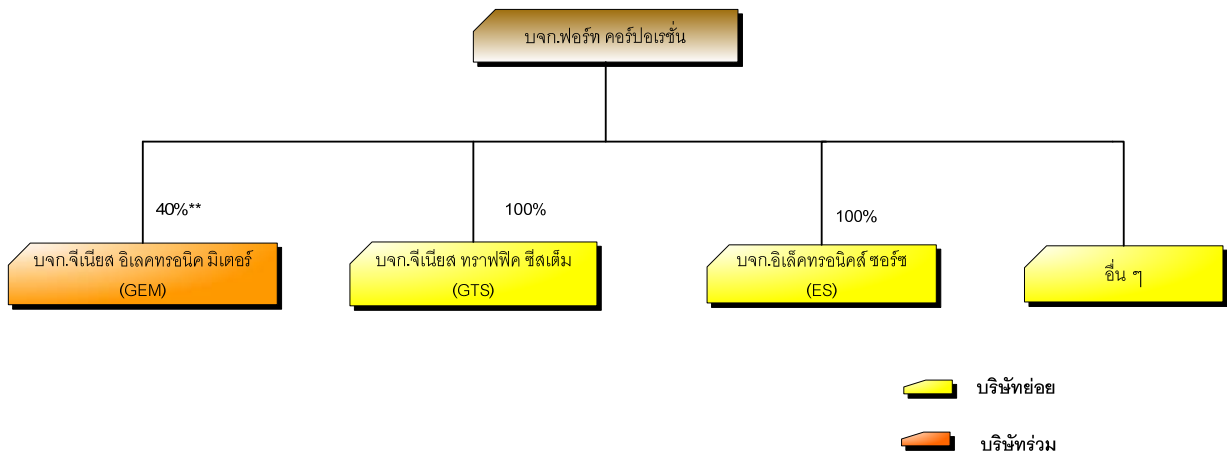 บจก.ฟอร์ท คอร์ปอเรชั่น
40%**
100%
100%
บจก.จีเนียส อิเลคทรอนิค มิเตอร์
(GEM)
บจก.จีเนียส ทราฟฟิค ซีสเต็ม
(GTS)
บจก.อิเล็คทรอนิคส์ ซอร์ซ
(ES)
อื่น ๆ
บริษัทย่อย
บริษัทร่วม